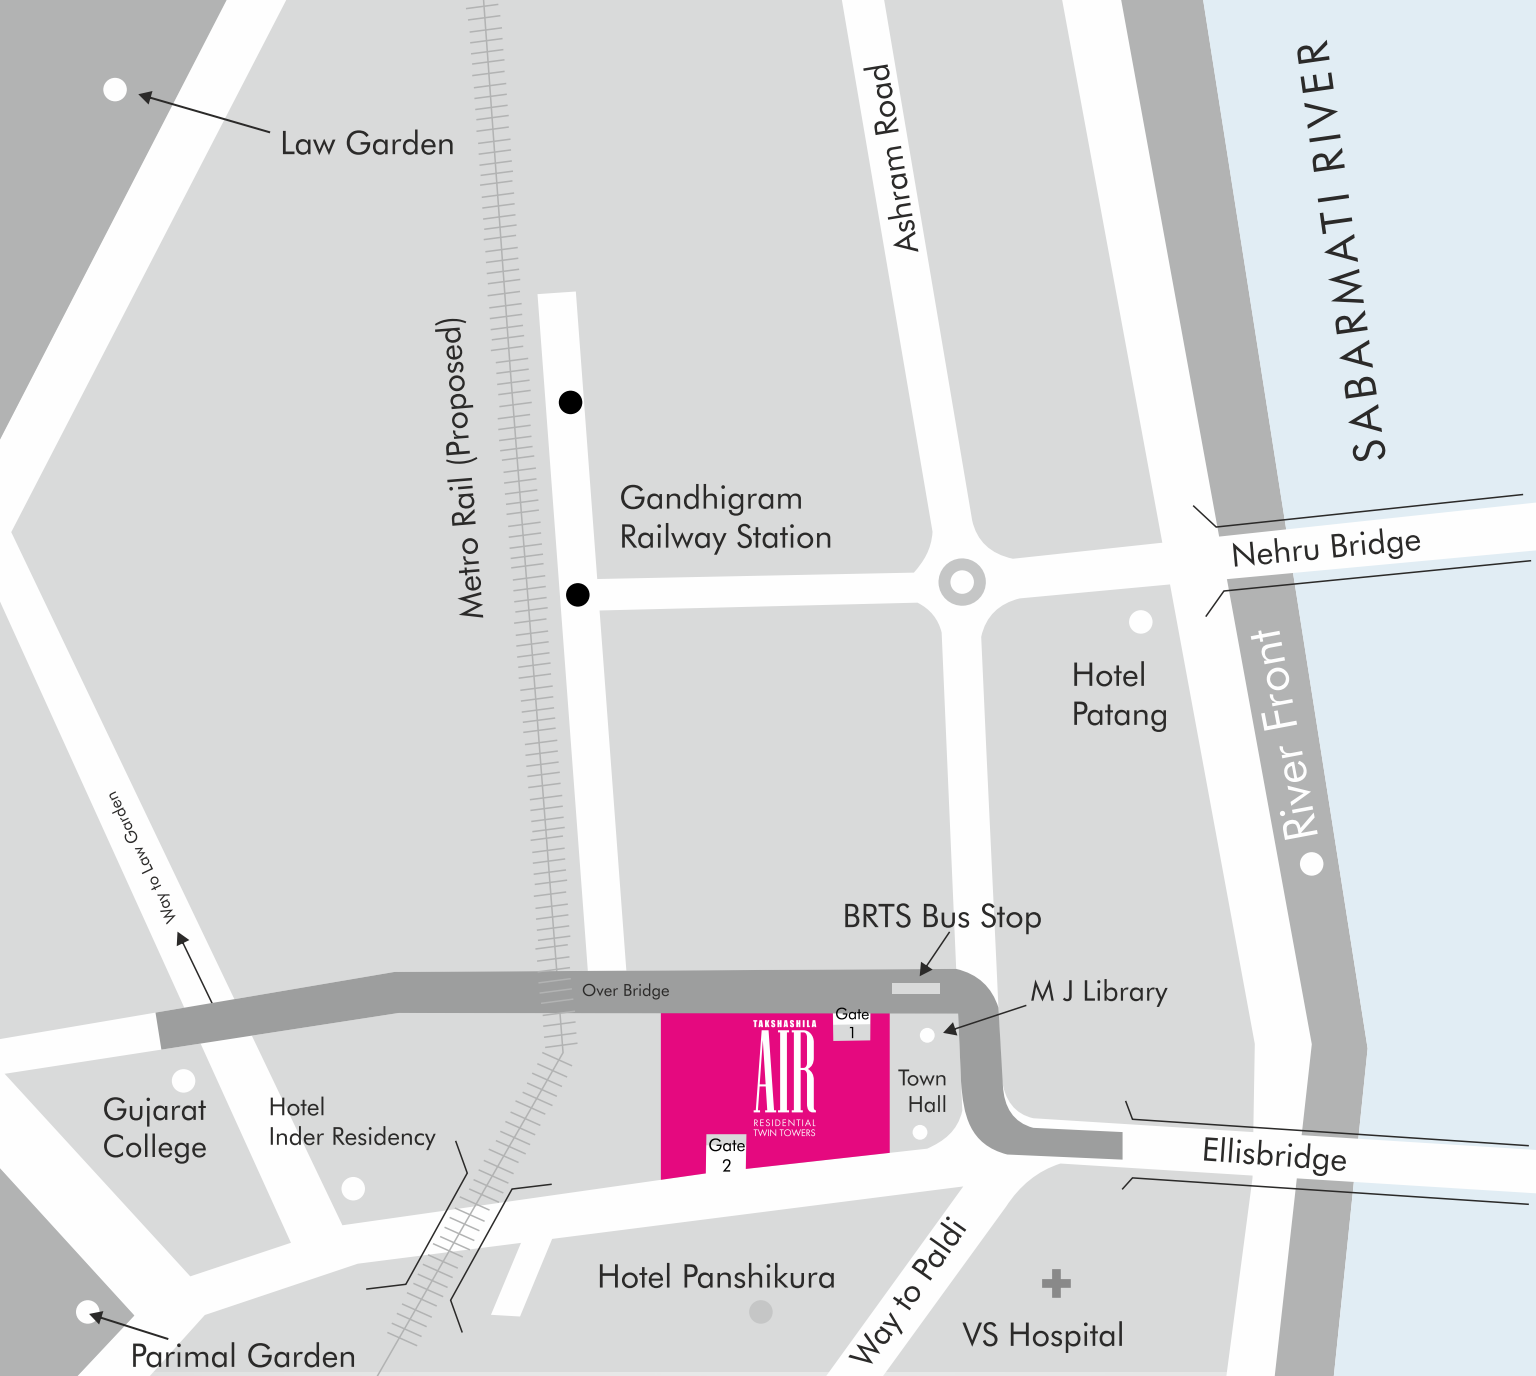 SABARMATI RIVER
Ashram Road
Law Garden
Metro Rail (Proposed)
Gandhigram
Railway Station
Nehru Bridge
River Front
Hotel
Patang
Way to Law Garden
BRTS Bus Stop
Over Bridge
M J Library
Gate
1
TAKSHASHILA
AIR
RESIDENTIAL
TWIN TOWERS
Gate
2
Town
Hall
Gujarat
College
Hotel
Inder Residency
Ellisbridge
Hotel Panshikura
Way to Paldi
VS Hospital
Parimal Garden